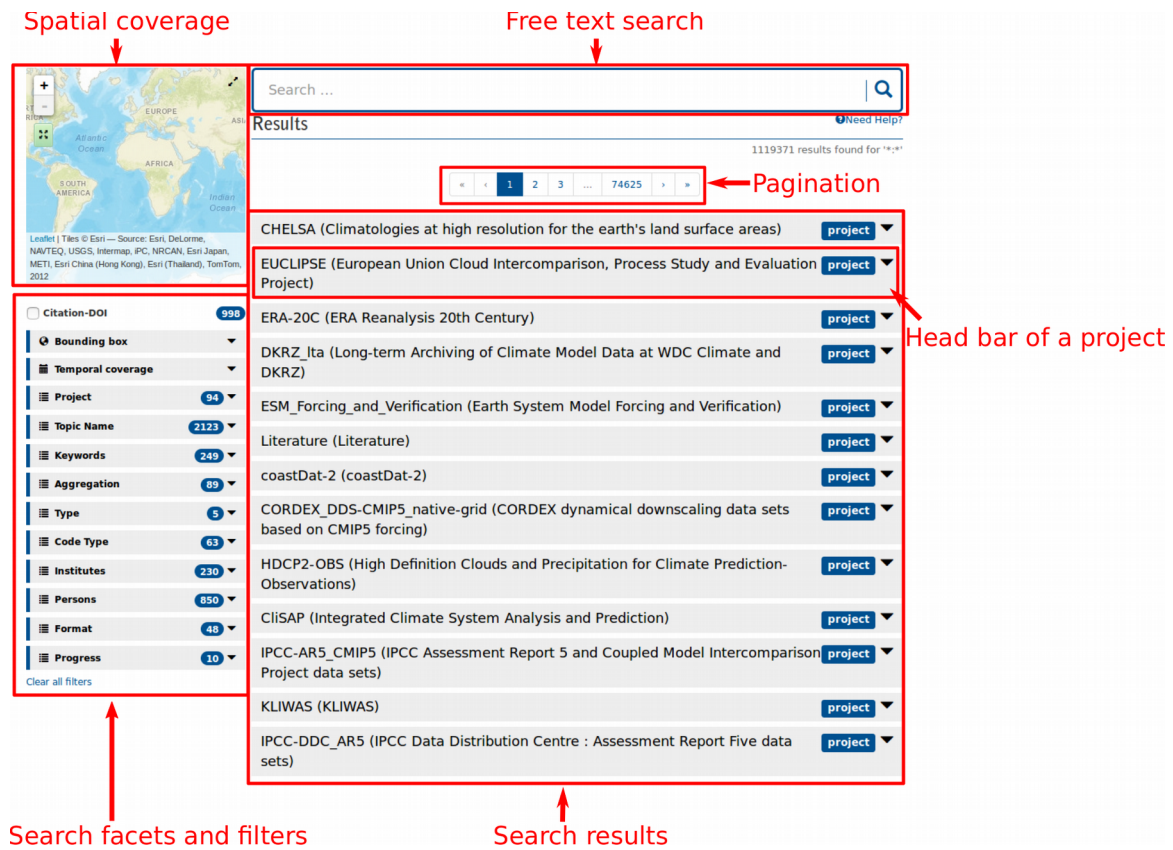 Spatial coverage
Free text search
+
-
EUROPE
Atlantic
Ocean
AFRICA
SOUTH
AMERICA
Indian
Ocean
Leaflet | Tiles © Esri — Source: Esri, DeLorme,
NAVTEQ, USGS, Intermap, iPC, NRCAN, Esri Japan,
METI, Esri China (Hong Kong), Esri (Thailand), TomTom,
2012
Search ...
Results
Need Help?
1119371 results found for '*:*'
« ‹ 1 2 3 ... 74625 › »
Pagination
CHELSA (Climatologies at high resolution for the earth's land surface areas) project
EUCLIPSE (European Union Cloud Intercomparison, Process Study and Evaluation project
Project)
Head bar of a project
ERA-20C (ERA Reanalysis 20th Century) project
DKRZ_lta (Long-term Archiving of Climate Model Data at WDC Climate and project
DKRZ)
ESM_Forcing_and_Verification (Earth System Model Forcing and Verification) project
Literature (Literature) project
coastDat-2 (coastDat-2) project
CORDEX_DDS-CMIP5_native-grid (CORDEX dynamical downscaling data sets project
based on CMIP5 forcing)
HDCP2-OBS (High Definition Clouds and Precipitation for Climate Prediction- project
Observations)
CliSAP (Integrated Climate System Analysis and Prediction) project
IPCC-AR5_CMIP5 (IPCC Assessment Report 5 and Coupled Model Intercomparison project
Project data sets)
KLIWAS (KLIWAS) project
IPCC-DDC_AR5 (IPCC Data Distribution Centre : Assessment Report Five data project
sets)
Citation-DOI 998
Bounding box
Temporal coverage
Project 94
Topic Name 2123
Keywords 249
Aggregation 89
Type 5
Code Type 63
Institutes 230
Persons 850
Format 48
Progress 10
Clear all filters
Search facets and filters
Search results